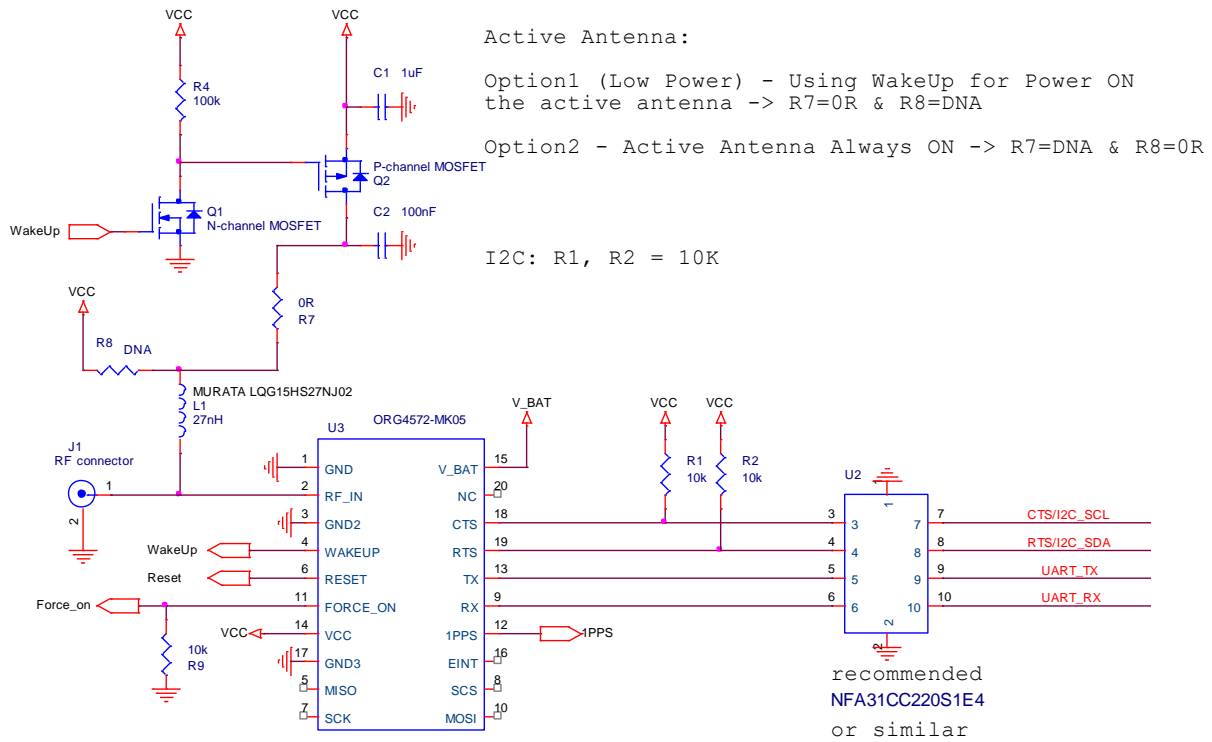 VCC
VCC
Active Antenna:
C1 1uF
Option1 (Low Power) - Using WakeUp for Power ON
the active antenna -> R7=0R & R8=DNA
R4
100k
Option2 - Active Antenna Always ON -> R7=DNA & R8=0R
P-channel MOSFET
Q2
Q1
N-channel MOSFET
C2 100nF
WakeUp
I2C: R1, R2 = 10K
VCC
0R
R7
R8
DNA
MURATA LQG15HS27NJ02
L1
27nH
V_BAT
VCC
VCC
U3
ORG4572-MK05
J1
RF connector
1
2
R1
10k
R2
10k
U2
1 GND
V_BAT 15
2 RF_IN
NC 20
3 GND2
CTS 18
WakeUp
4 WAKEUP
RTS 19
Reset
6 RESET
TX 13
Force_on
11 FORCE_ON
RX 9
VCC
14 VCC
1PPS 12
1PPS
17 GND3
EINT 16
5 MISO
SCS 8
7 SCK
MOSI 10
10k
R9
1
1
3 3
7 7
CTS/I2C_SCL
4 4
8 8
RTS/I2C_SDA
5 5
9 9
UART_TX
6 6
10 10
UART_RX
2
2
recommended
NFA31CC220S1E4
or similar